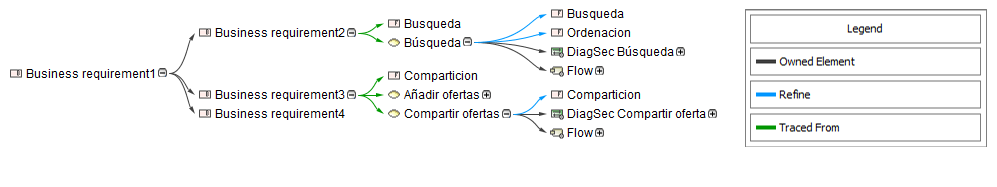 Business requirement1
Business requirement2
Busqueda
Búsqueda
Busqueda
Ordenacion
DiagSec Búsqueda
Flow
Business requirement3
Comparticion
Añadir ofertas
Compartir ofertas
Comparticion
DiagSec Compartir oferta
Flow
Business requirement4
Legend
Owned Element
Refine
Traced From